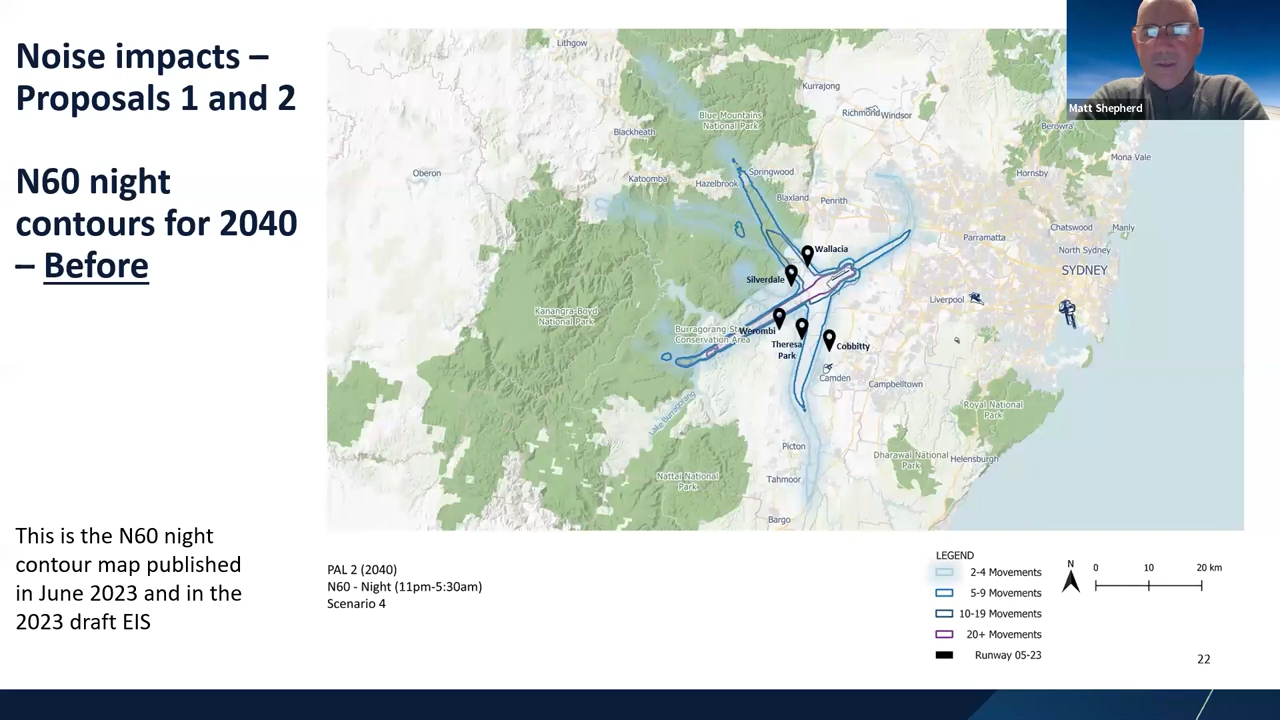 Noise impacts –
Proposals 1 and 2
N60 night
contours for 2040
– Before
This is the N60 night
contour map published
in June 2023 and in the
2023 draft EIS
Matt Shepherd
Lithgow
Kurrajong
Blue Mountains
National Park
Richmond
Windsor
Blackheath
Berowra
Mona Vale
Oberon
Katoomba
Hazelbrook
Springwood
Hornsby
Blaxland
Penrith
Chatswood
Manly
Parramatta
North Sydney
Wallacia
SYDNEY
Silverdale
Liverpool
Kanangra-Boyd
National Park
Burragorang State
Conservation Area
Werombi
Theresa
Park
Cobbitty
Camden
Campbelltown
Lake Burragorang
Royal National
Park
Picton
Dharawal National
Park
Helensburgh
Nattai National
Park
Tahmoor
Bargo
PAL 2 (2040)
N60 - Night (11pm-5:30am)
Scenario 4
LEGEND
2-4 Movements
5-9 Movements
10-19 Movements
20+ Movements
Runway 05-23
N
0 10 20 km
22